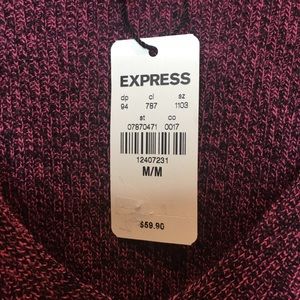 EXPRESS
dp cl sz
94 787 1103
st co
07870471 0017
12407231
M/M
$59.90